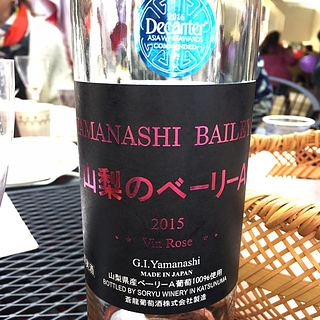 2016
Decanter
ASIA WINE AWARDS
COMMENDED
YAMANASHI BAILEY
山梨のベーリーA
2015
Vin Rose
G.I.Yamanashi
MADE IN JAPAN
山梨県産ベーリーA葡萄100%使用
BOTTLED BY SORYU WINERY IN KATSUNUMA
蒼龍葡萄酒株式会社製造